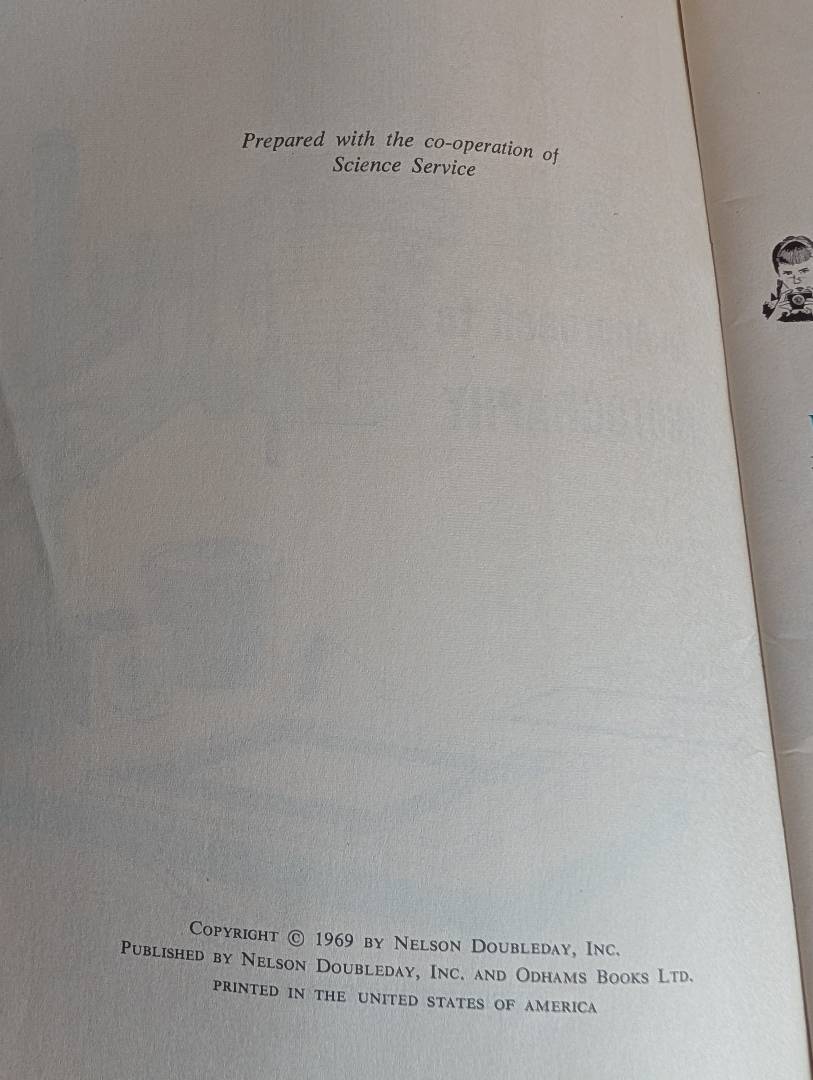 Prepared with the co-operation of
Science Service
COPYRIGHT © 1969 BY NELSON DOUBLEDAY, INC.
PUBLISHED BY NELSON DOUBLEDAY, INC. AND ODHAMS BOOKS LTD.
PRINTED IN THE UNITED STATES OF AMERICA